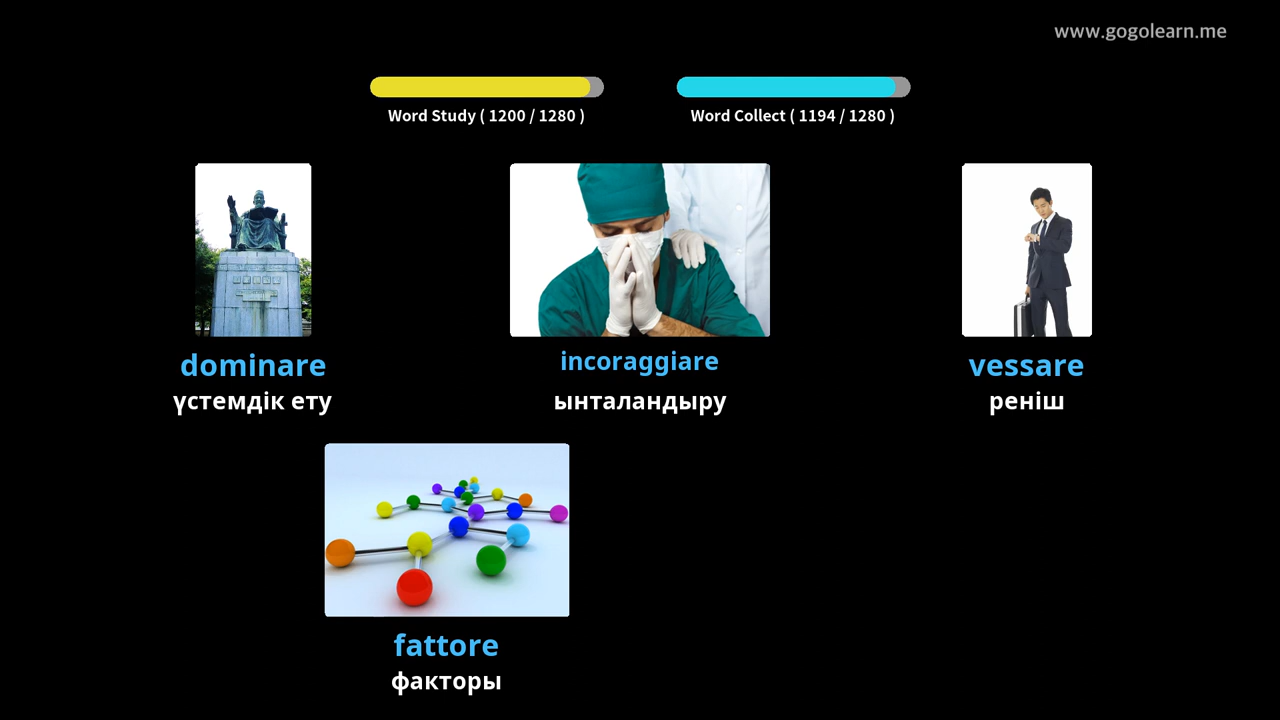 www.gogolearn.me
Word Study ( 1200 / 1280 )
Word Collect ( 1194 / 1280 )
dominare
incoraggiare
vessare
үстемдік ету
ынталандыру
реніш
fattore
факторы